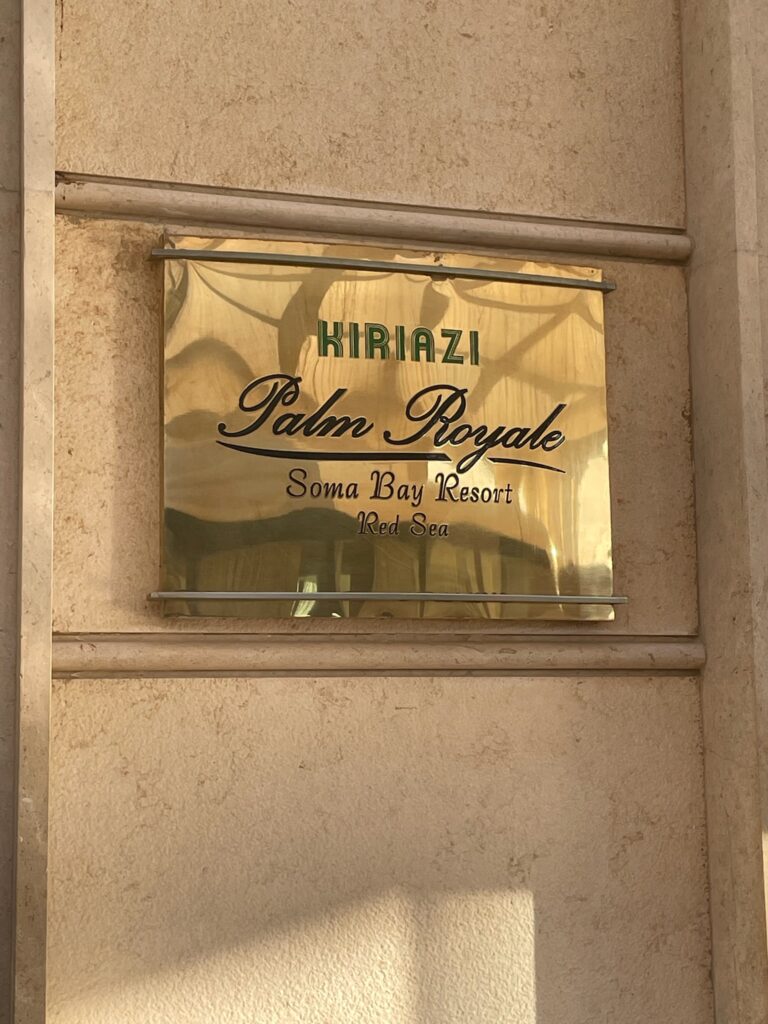 KIRIAZI
Palm Royale
Soma Bay Resort
Red Sea